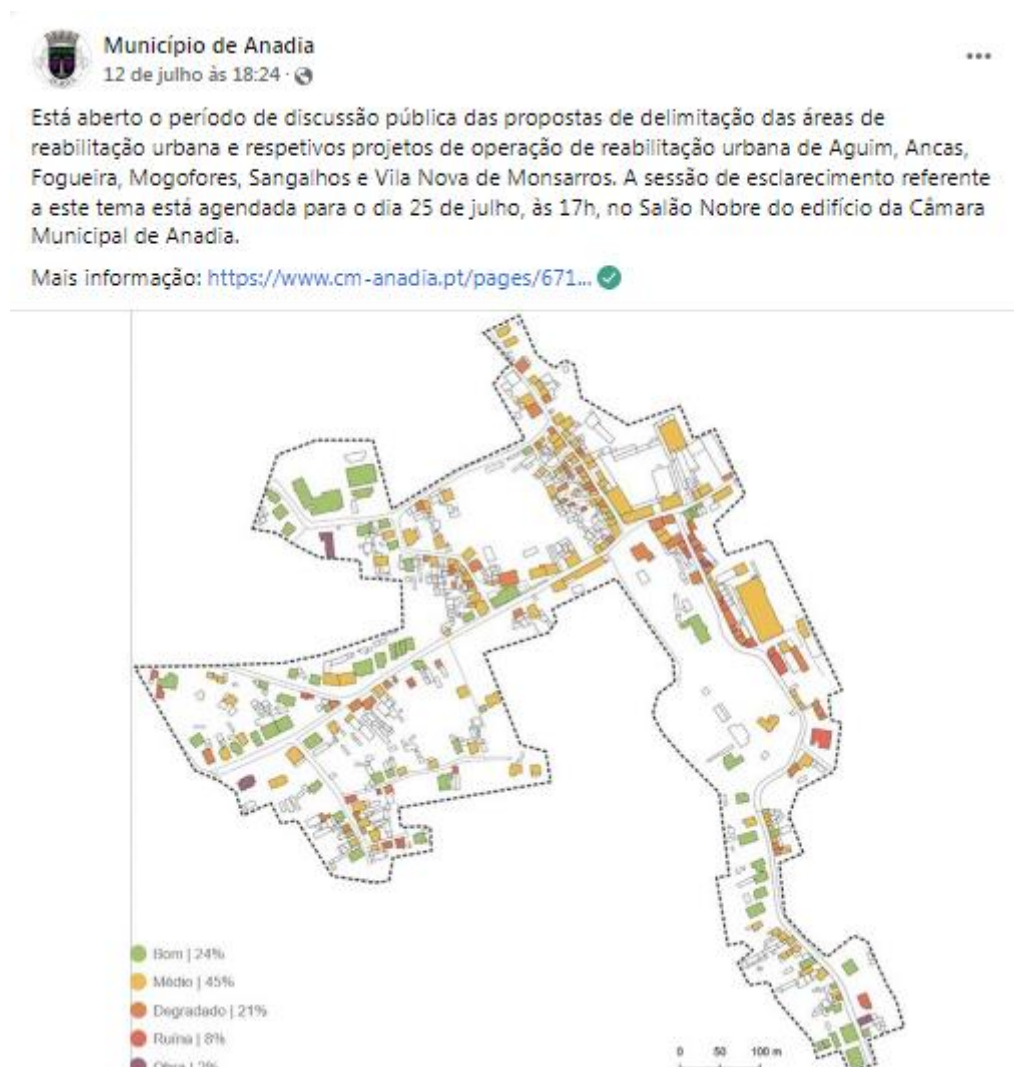 Município de Anadia
12 de julho às 18:24 ·
Está aberto o período de discussão pública das propostas de delimitação das áreas de
reabilitação urbana e respetivos projetos de operação de reabilitação urbana de Aguim, Ancas,
Fogueira, Mogofores, Sangalhos e Vila Nova de Monsarros. A sessão de esclarecimento referente
a este tema está agendada para o dia 25 de julho, às 17h, no Salão Nobre do edifício da Câmara
Municipal de Anadia.
Mais informação: https://www.cm-anadia.pt/pages/671...
Bom | 24%
Médio | 45%
Degradado | 21%
Ruína | 8%
Obra | 2%
0 50 100 m